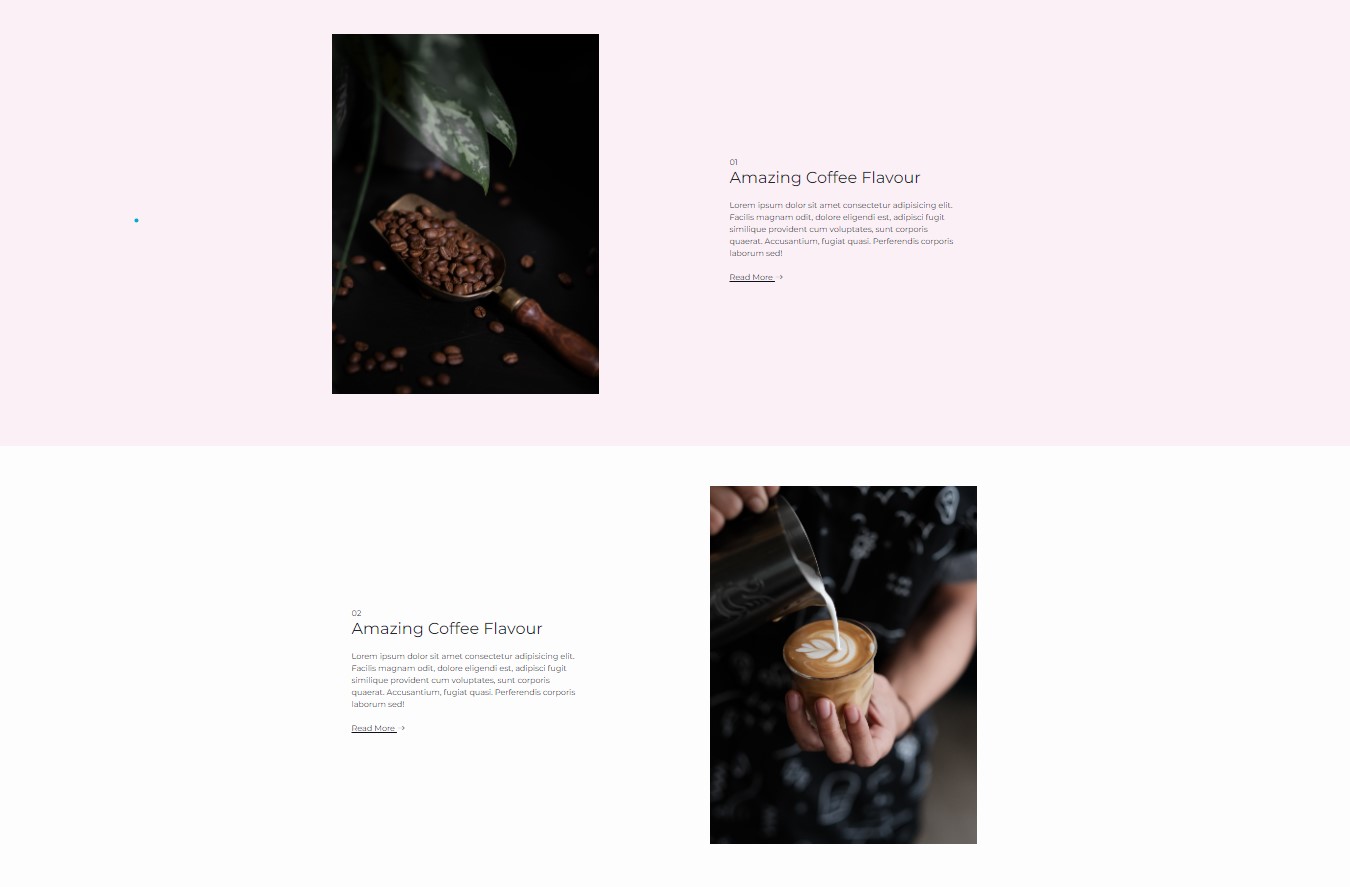 01
Amazing Coffee Flavour
Lorem ipsum dolor sit amet consectetur adipisicing elit.
Facilis magnam odit, dolore eligendi est, adipisci fugit
similique provident cum voluptates, sunt corporis
quaerat. Accusantium, fugiat quasi. Perferendis corporis
laborum sed!
Read More →
02
Amazing Coffee Flavour
Lorem ipsum dolor sit amet consectetur adipisicing elit.
Facilis magnam odit, dolore eligendi est, adipisci fugit
similique provident cum voluptates, sunt corporis
quaerat. Accusantium, fugiat quasi. Perferendis corporis
laborum sed!
Read More →